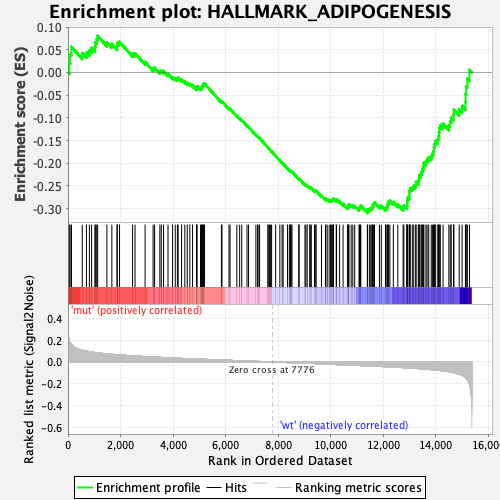 Enrichment plot: HALLMARK_ADIPOGENESIS
Enrichment score (ES)
0.10
0.05
0.00
-0.05
-0.10
-0.15
-0.20
-0.25
-0.30
'mut' (positively correlated)
Ranked list metric (Signal2Noise)
0.4
0.2
0.0
-0.2
-0.4
-0.6
Zero cross at 7776
'wt' (negatively correlated)
0
2,000
4,000
6,000
8,000
10,000
12,000
14,000
16,000
Rank in Ordered Dataset
Enrichment profile
Hits
Ranking metric scores